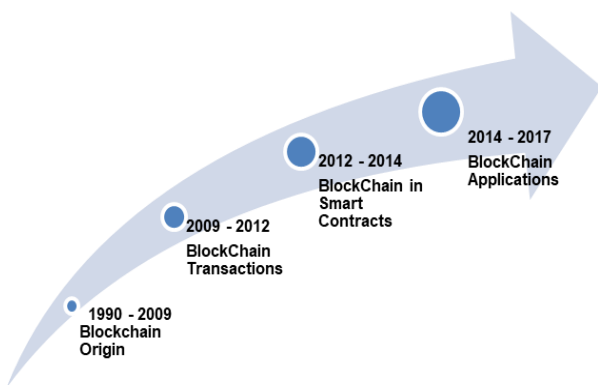 1990 - 2009
Blockchain
Origin
2009 - 2012
BlockChain
Transactions
2012 - 2014
BlockChain in
Smart
Contracts
2014 - 2017
BlockChain
Applications